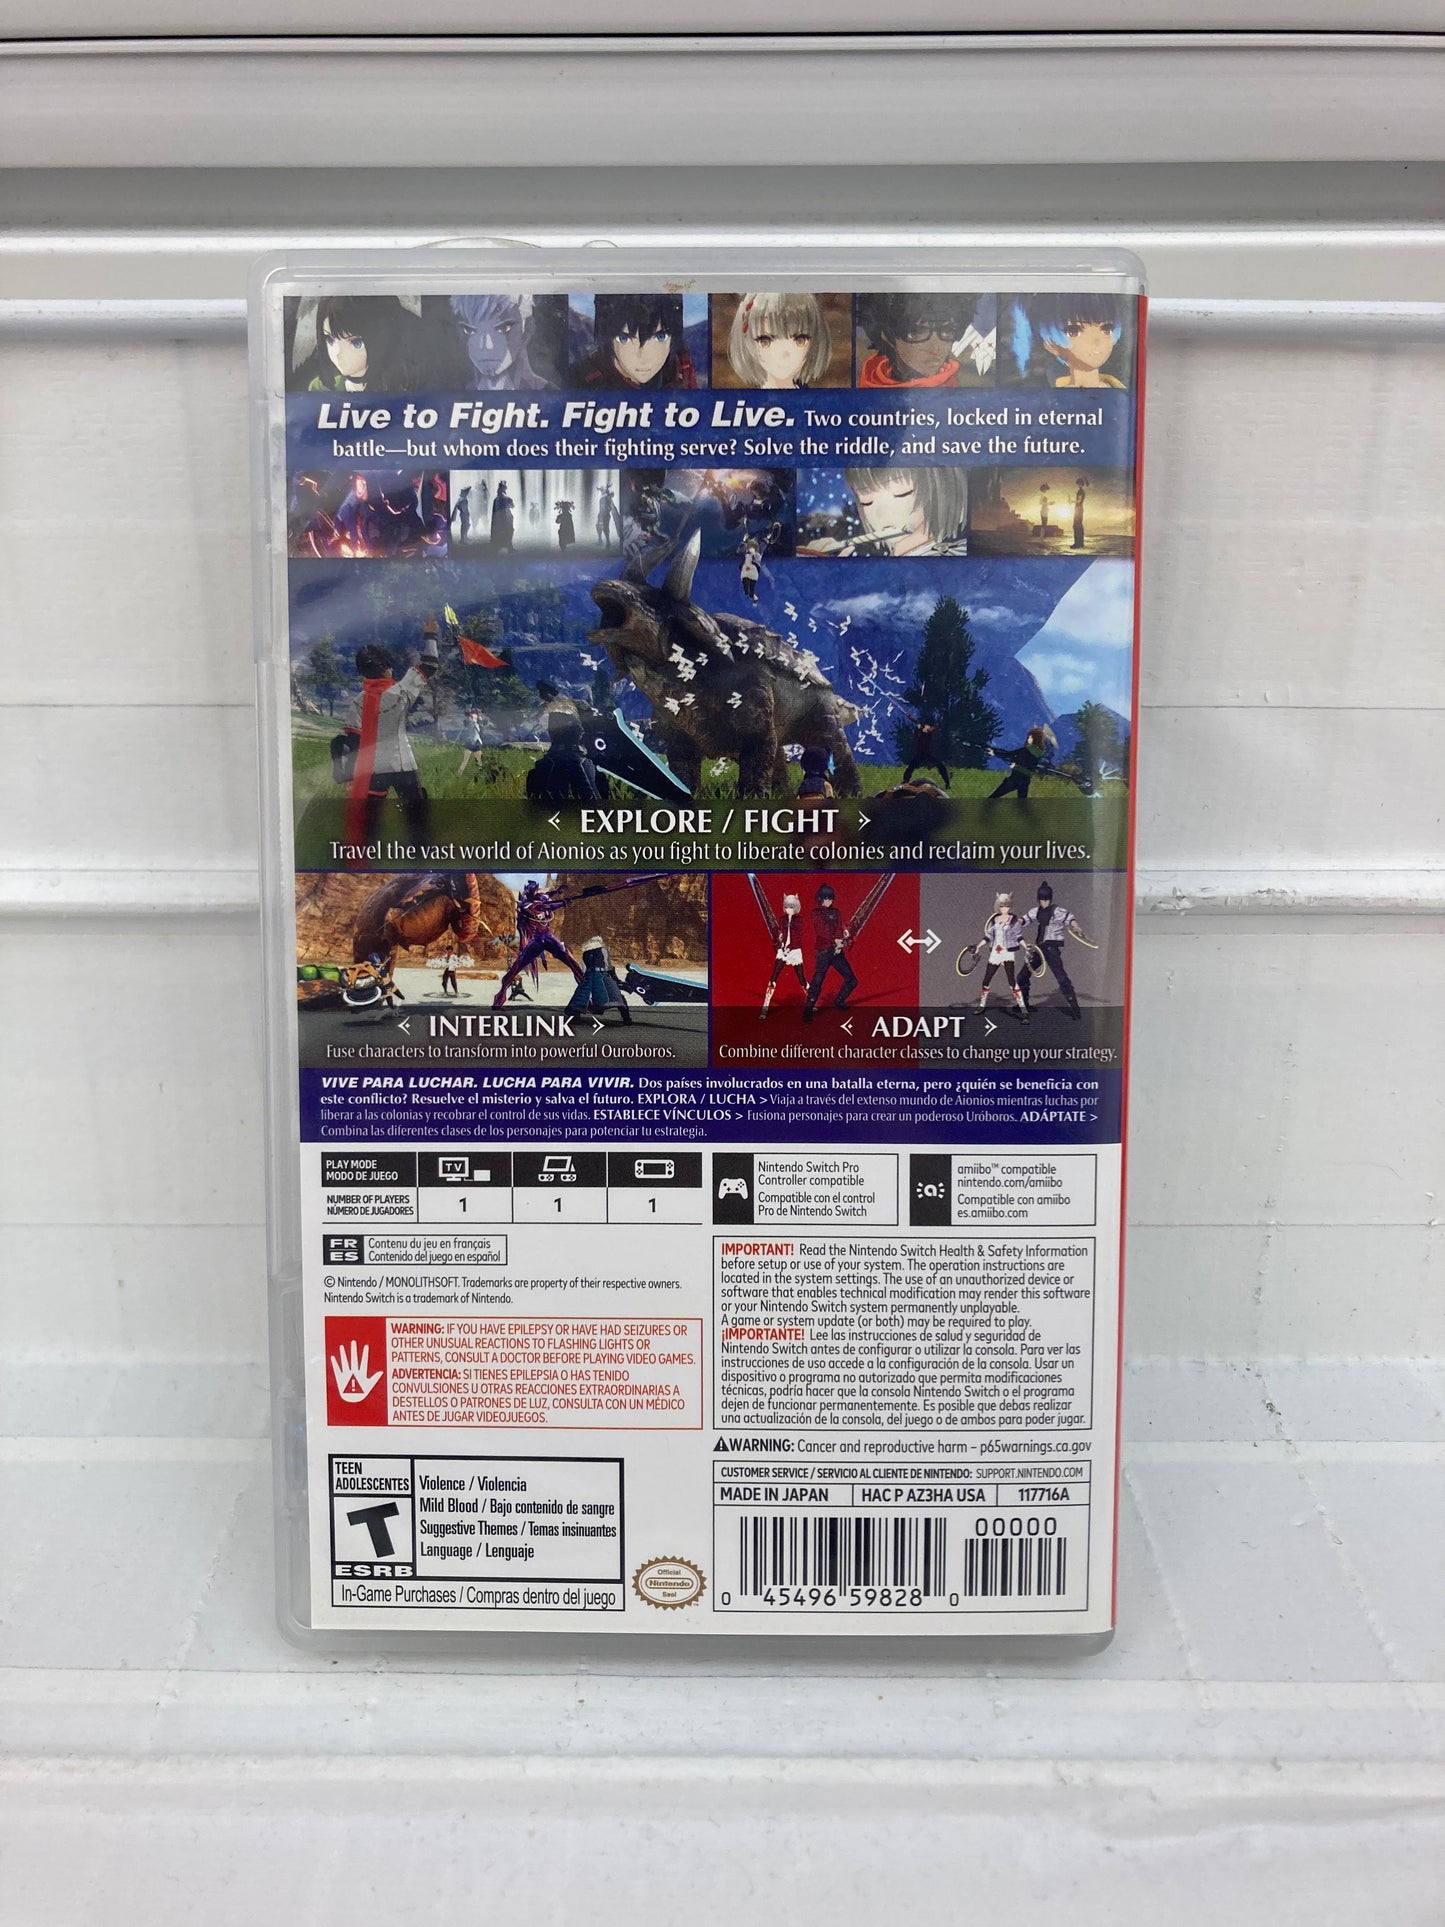 Live to Fight. Fight to Live. Two countries, locked in eternal
battle—but whom does their fighting serve? Solve the riddle, and save the future.
EXPLORE / FIGHT
Travel the vast world of Aionios as you fight to liberate colonies and reclaim your lives.
INTERLINK
Fuse characters to transform into powerful Ouroboros.
ADAPT
Combine different character classes to change up your strategy.
VIVE PARA LUCHAR. LUCHA PARA VIVIR. Dos países involucrados en una batalla eterna, pero ¿quién se beneficia con
este conflicto? Resuelve el misterio y salva el futuro. EXPLORA / LUCHA > Viaja a través del extenso mundo de Aionios mientras luchas por
liberar a las colonias y recobrar el control de sus vidas. ESTABLECE VÍNCULOS > Fusiona personajes para crear un poderoso Uróboros. ADÁPTATE >
Combina las diferentes clases de los personajes para potenciar tu estrategia.
PLAY MODE
MODO DE JUEGO
TV
NUMBER OF PLAYERS
NÚMERO DE JUGADORES
1 1 1
Nintendo Switch Pro
Controller compatible
Compatible con el control
Pro de Nintendo Switch
amiibo™ compatible
nintendo.com/amiibo
Compatible con amiibo
es.amiibo.com
FR Contenu du jeu en français
ES Contenido del juego en español
© Nintendo / MONOLITHSOFT. Trademarks are property of their respective owners.
Nintendo Switch is a trademark of Nintendo.
WARNING: IF YOU HAVE EPILEPSY OR HAVE HAD SEIZURES OR
OTHER UNUSUAL REACTIONS TO FLASHING LIGHTS OR
PATTERNS, CONSULT A DOCTOR BEFORE PLAYING VIDEO GAMES.
ADVERTENCIA: SI TIENES EPILEPSIA O HAS TENIDO
CONVULSIONES U OTRAS REACCIONES EXTRAORDINARIAS A
DESTELLOS O PATRONES DE LUZ, CONSULTA CON UN MÉDICO
ANTES DE JUGAR VIDEOJUEGOS.
IMPORTANT! Read the Nintendo Switch Health & Safety Information
before setup or use of your system. The operation instructions are
located in the system settings. The use of an unauthorized device or
software that enables technical modification may render this software
or your Nintendo Switch system permanently unplayable.
A game or system update (or both) may be required to play.
¡IMPORTANTE! Lee las instrucciones de salud y seguridad de
Nintendo Switch antes de configurar o utilizar la consola. Para ver las
instrucciones de uso accede a la configuración de la consola. Usar un
dispositivo o programa no autorizado que permita modificaciones
técnicas, podría hacer que la consola Nintendo Switch o el programa
dejen de funcionar permanentemente. Es posible que debas realizar
una actualización de la consola, del juego o de ambos para poder jugar.
WARNING: Cancer and reproductive harm – p65warnings.ca.gov
TEEN
ADOLESCENTES
T
ESRB
Violence / Violencia
Mild Blood / Bajo contenido de sangre
Suggestive Themes / Temas insinuantes
Language / Lenguaje
In-Game Purchases / Compras dentro del juego
Official
Nintendo
Seal
CUSTOMER SERVICE / SERVICIO AL CLIENTE DE NINTENDO: SUPPORT.NINTENDO.COM
MADE IN JAPAN HAC P AZ3HA USA 117716A
00000
0 45496 59828 0